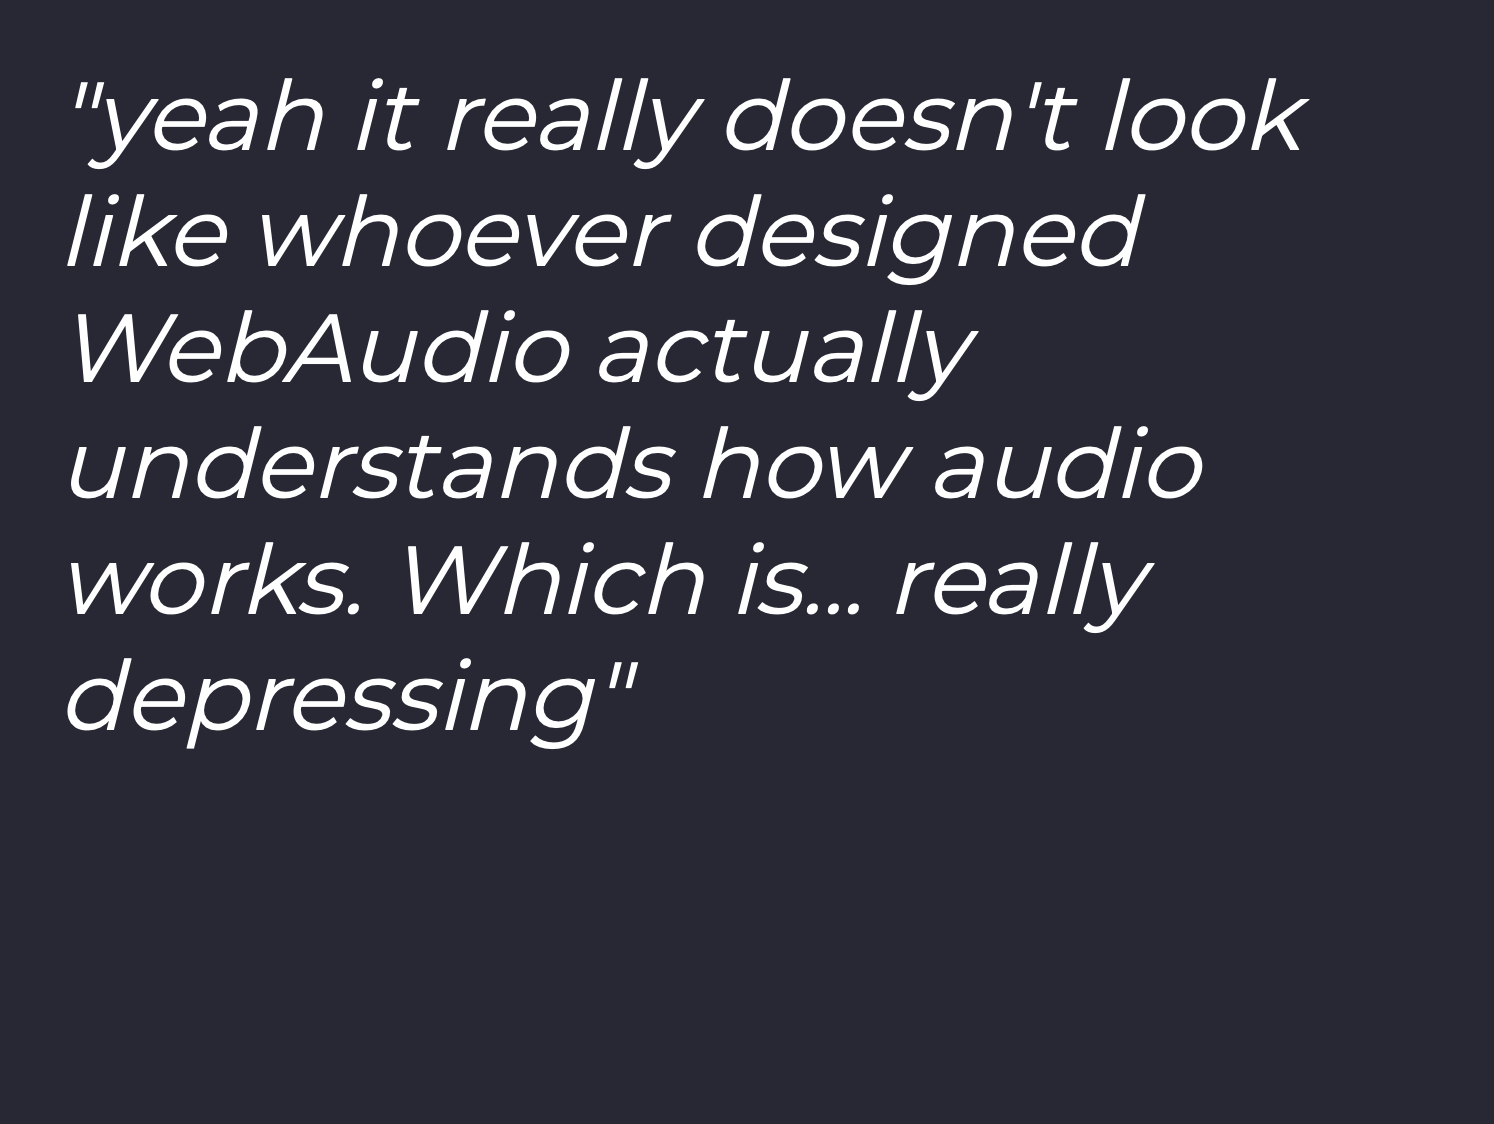 "yeah it really doesn't look
like whoever designed
WebAudio actually
understands how audio
works. Which is... really
depressing"